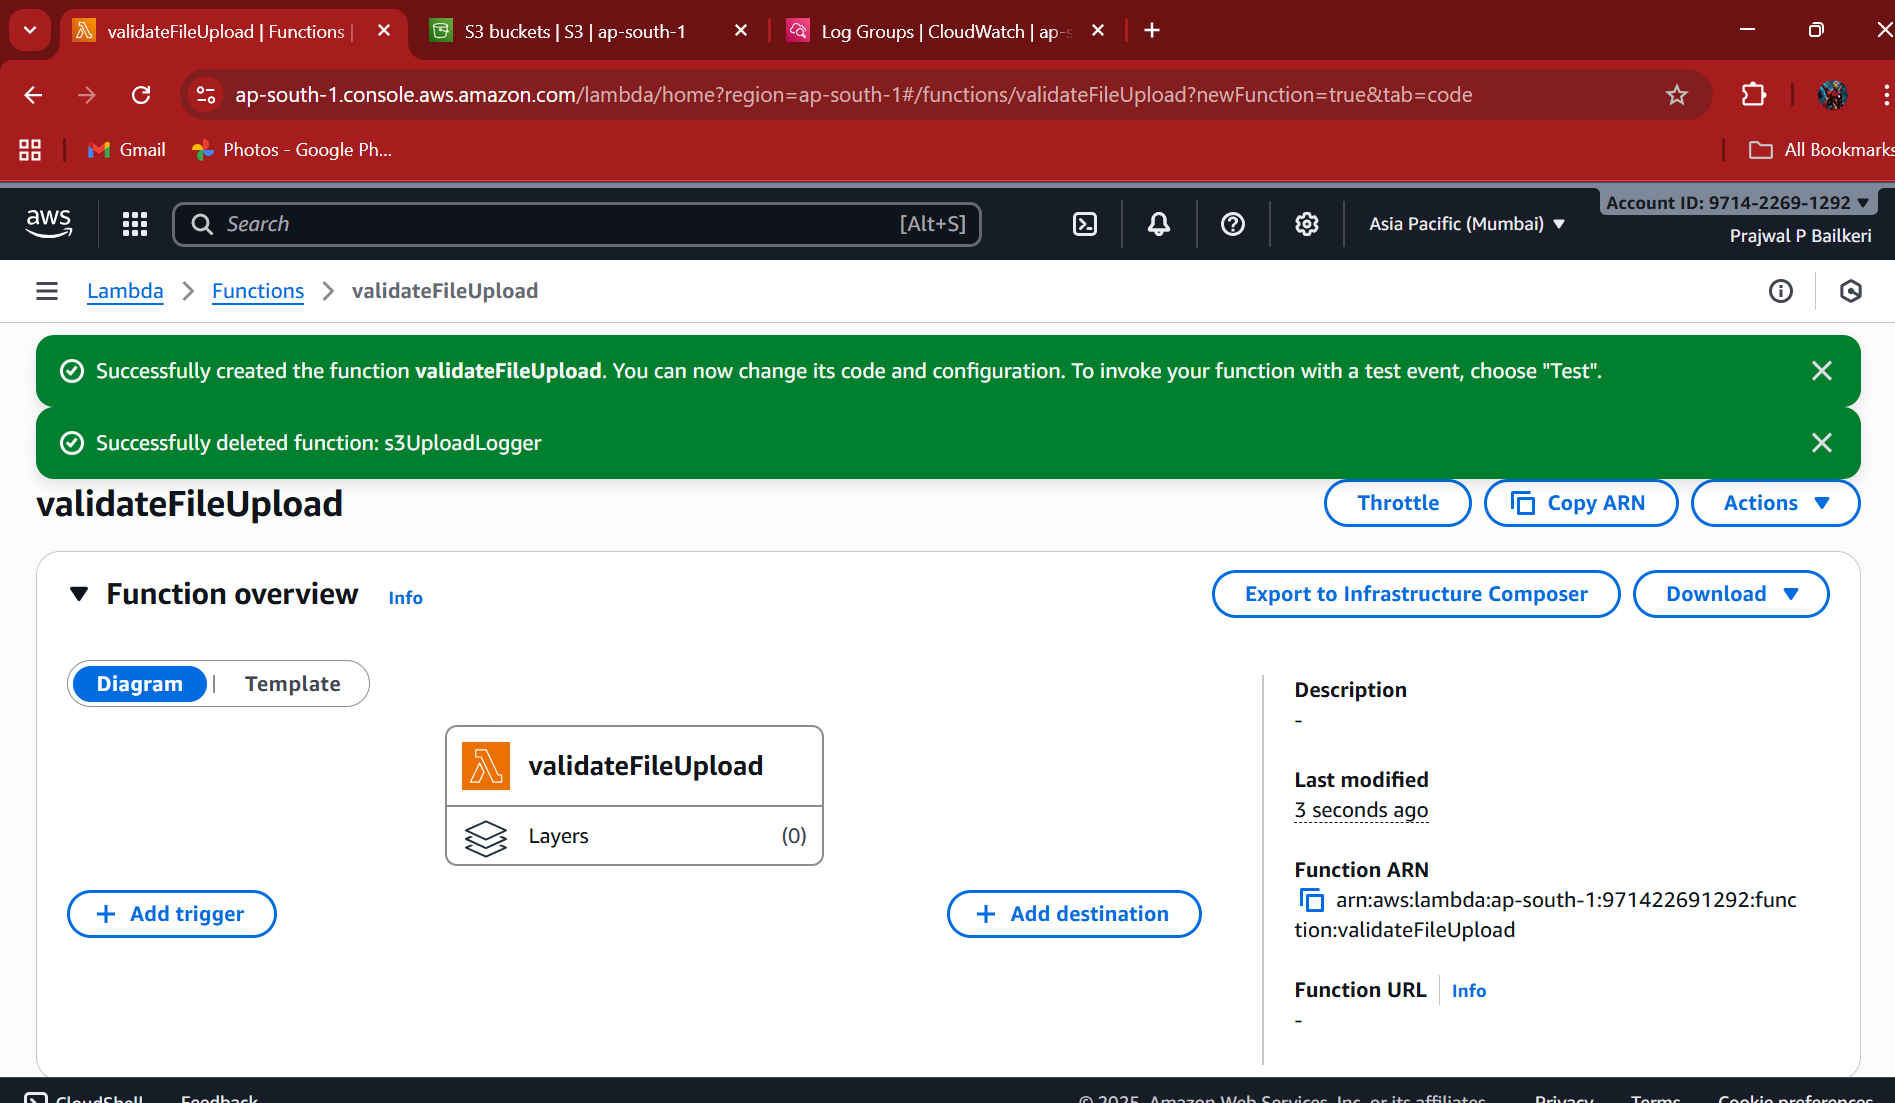 validateFileUpload | Functions |
S3 buckets | S3 | ap-south-1
Log Groups | CloudWatch | ap-s
ap-south-1.console.aws.amazon.com/lambda/home?region=ap-south-1#/functions/validateFileUpload?newFunction=true&tab=code
Gmail
Photos - Google Ph...
All Bookmarks
aws
Search
[Alt+S]
Asia Pacific (Mumbai)
Account ID: 9714-2269-1292
Prajwal P Bailkeri
Lambda
Functions
validateFileUpload
Successfully created the function validateFileUpload. You can now change its code and configuration. To invoke your function with a test event, choose "Test".
Successfully deleted function: s3UploadLogger
validateFileUpload
Throttle
Copy ARN
Actions
Function overview
Info
Export to Infrastructure Composer
Download
Diagram
|
Template
validateFileUpload
Layers
(0)
Add trigger
Add destination
Description
-
Last modified
3 seconds ago
Function ARN
arn:aws:lambda:ap-south-1:971422691292:func
tion:validateFileUpload
Function URL
Info
-
CloudShell
Feedback
© 2025, Amazon Web Services, Inc. or its affiliates.
Privacy
Terms
Cookie preferences